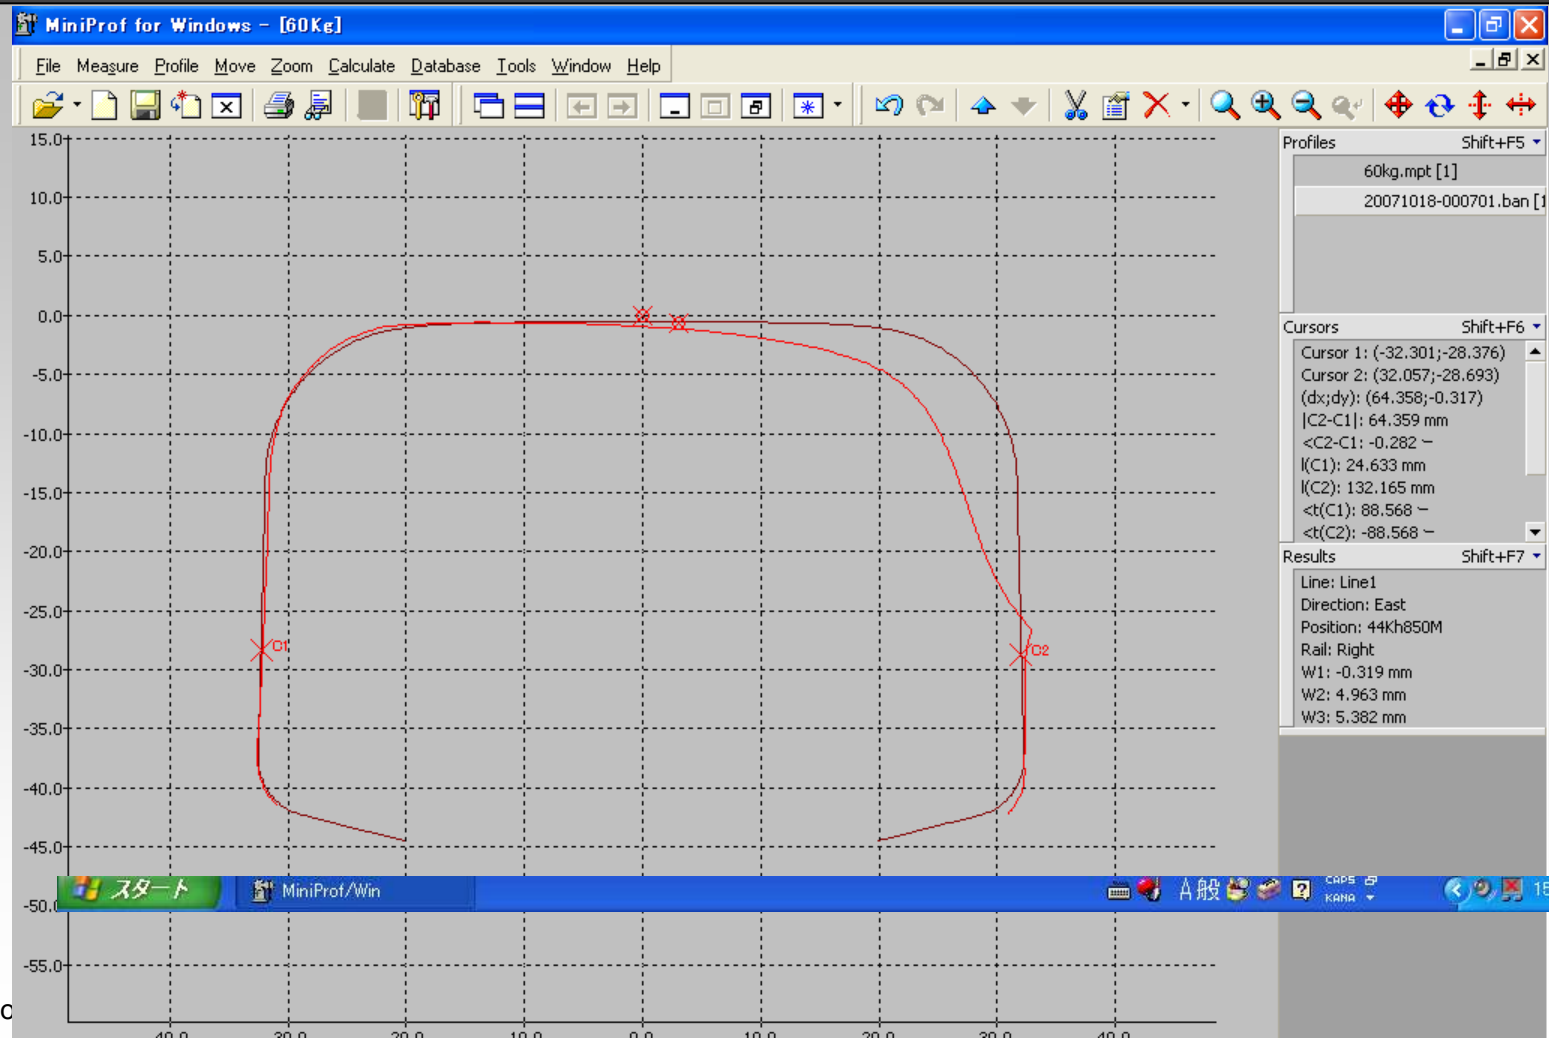 MiniProf for Windows - [60Kg]
File Measure Profile Move Zoom Calculate Database Tools Window Help
15.0
10.0
5.0
0.0
-5.0
-10.0
-15.0
-20.0
-25.0
-30.0
-35.0
-40.0
-45.0
-50.0
-55.0
C1
C2
Profiles Shift+F5
60kg.mpt [1]
20071018-000701.ban [1
Cursors Shift+F6
Cursor 1: (-32.301;-28.376)
Cursor 2: (32.057;-28.693)
(dx;dy): (64.358;-0.317)
|C2-C1|: 64.359 mm
<C2-C1: -0.282 ~
l(C1): 24.633 mm
l(C2): 132.165 mm
<t(C1): 88.568 ~
<t(C2): -88.568 ~
Results Shift+F7
Line: Line1
Direction: East
Position: 44Kh850M
Rail: Right
W1: -0.319 mm
W2: 4.963 mm
W3: 5.382 mm
スタート MiniProf/Win A般 CAPS KANA 15